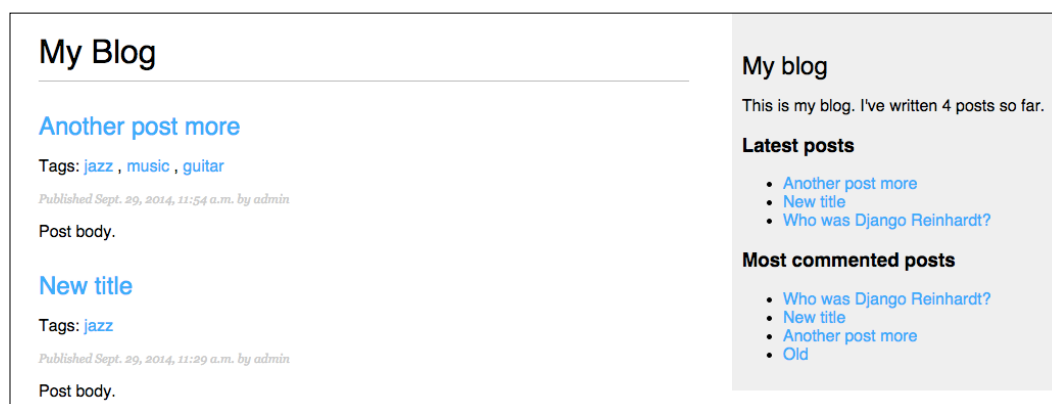 My Blog
Another post more
Tags: jazz , music , guitar
Published Sept. 29, 2014, 11:54 a.m. by admin
Post body.
New title
Tags: jazz
Published Sept. 29, 2014, 11:29 a.m. by admin
Post body.
My blog
This is my blog. I've written 4 posts so far.
Latest posts
Another post more
New title
Who was Django Reinhardt?
Most commented posts
Who was Django Reinhardt?
New title
Another post more
Old